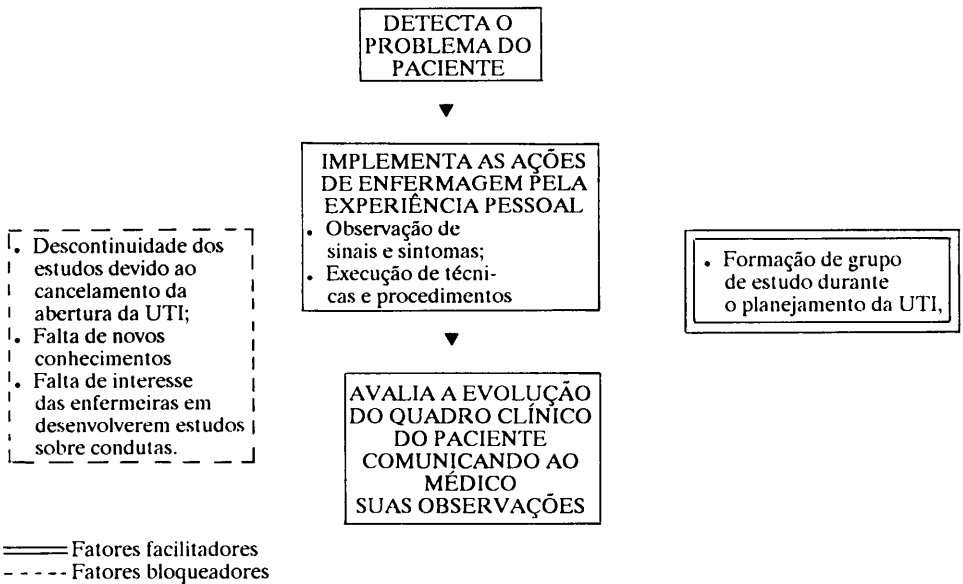 DETECTA O
PROBLEMA DO
PACIENTE
IMPLEMENTA AS AÇÕES
DE ENFERMAGEM PELA
EXPERIÊNCIA PESSOAL
• Observação de
sinais e sintomas;
• Execução de técni-
cas e procedimentos
• Descontinuidade dos
estudos devido ao
cancelamento da
abertura da UTI;
• Falta de novos
conhecimentos
• Falta de interesse
das enfermeiras em
desenvolverem estudos
sobre condutas.
• Formação de grupo
de estudo durante
o planejamento da UTI,
AVALIA A EVOLUÇÃO
DO QUADRO CLÍNICO
DO PACIENTE
COMUNICANDO AO
MÉDICO
SUAS OBSERVAÇÕES
Fatores facilitadores
Fatores bloqueadores